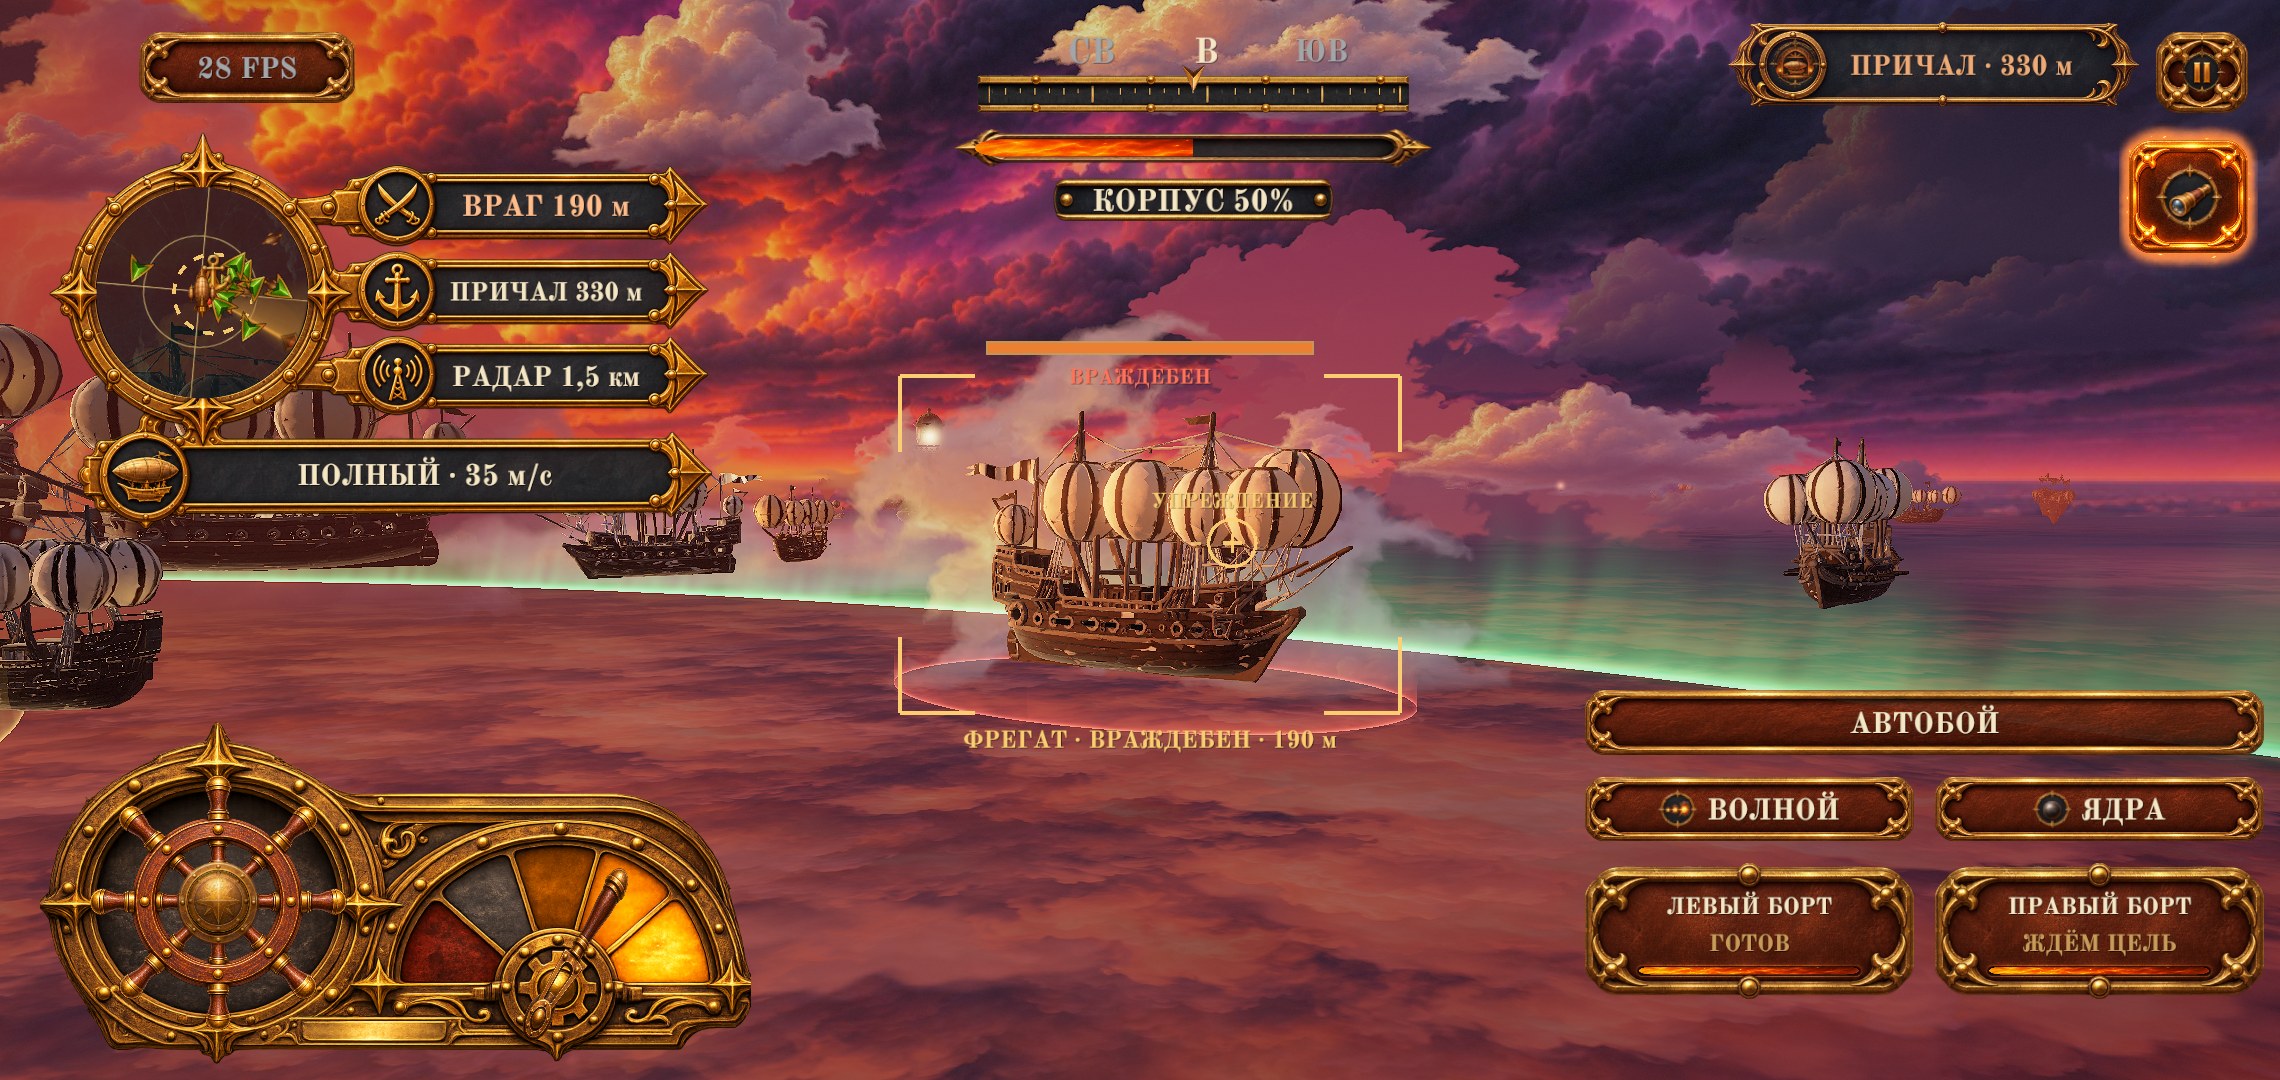 28 FPS
СВ В ЮВ
ПРИЧАЛ · 330 м
КОРПУС 50%
ВРАГ 190 м
ПРИЧАЛ 330 м
РАДАР 1,5 км
ПОЛНЫЙ · 35 м/с
ВРАЖДЕБЕН
УПРЕЖДЕНИЕ
ФРЕГАТ · ВРАЖДЕБЕН · 190 м
АВТОБОЙ
ВОЛНОЙ
ЯДРА
ЛЕВЫЙ БОРТ
ГОТОВ
ПРАВЫЙ БОРТ
ЖДЁМ ЦЕЛЬ